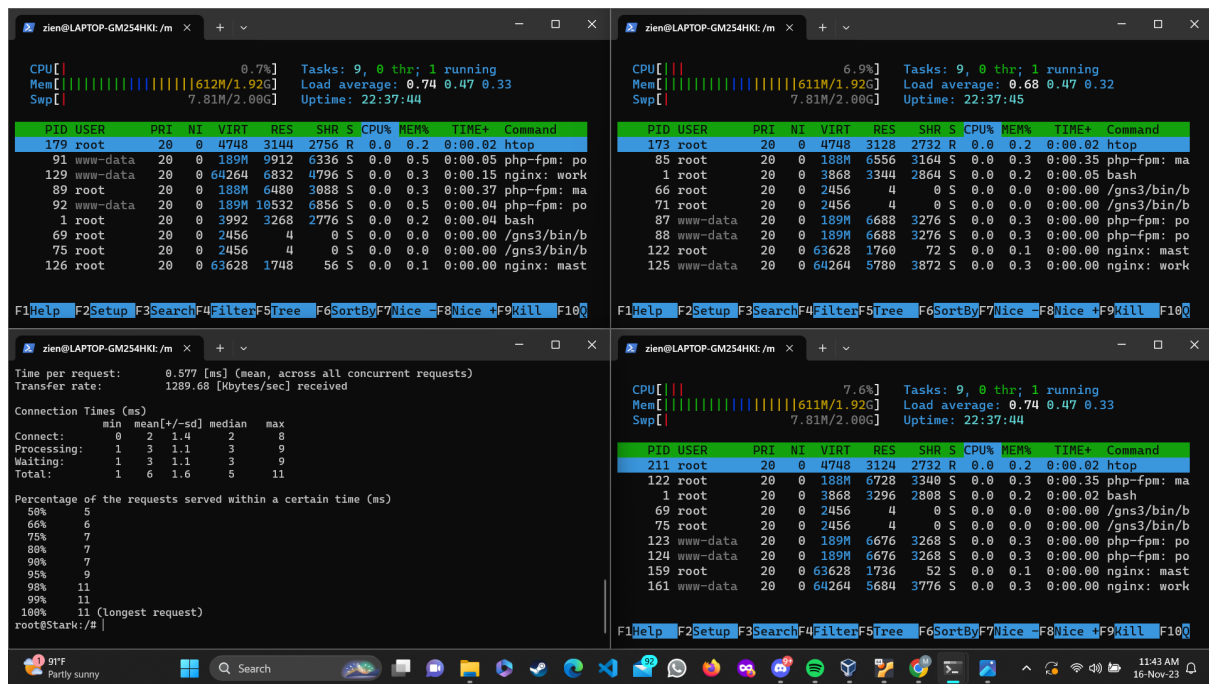 zien@LAPTOP-GM254HKI: /m
CPU[| 0.7%] Tasks: 9, 0 thr; 1 running
Mem[||||||||||||||||||612M/1.92G] Load average: 0.74 0.47 0.33
Swp[| 7.81M/2.00G] Uptime: 22:37:44
PID USER PRI NI VIRT RES SHR S CPU% MEM% TIME+ Command
179 root 20 0 4748 3144 2756 R 0.0 0.2 0:00.02 htop
91 www-data 20 0 189M 9912 6336 S 0.0 0.5 0:00.05 php-fpm: po
129 www-data 20 0 64264 6832 4796 S 0.0 0.3 0:00.15 nginx: work
89 root 20 0 188M 6480 3088 S 0.0 0.3 0:00.37 php-fpm: ma
92 www-data 20 0 189M 10532 6856 S 0.0 0.5 0:00.04 php-fpm: po
1 root 20 0 3992 3268 2776 S 0.0 0.2 0:00.04 bash
69 root 20 0 2456 4 0 S 0.0 0.0 0:00.00 /gns3/bin/b
75 root 20 0 2456 4 0 S 0.0 0.0 0:00.00 /gns3/bin/b
126 root 20 0 63628 1748 56 S 0.0 0.1 0:00.00 nginx: mast
F1Help F2Setup F3SearchF4FilterF5Tree F6SortByF7Nice -F8Nice +F9Kill F10Q
zien@LAPTOP-GM254HKI: /m
CPU[||| 6.9%] Tasks: 9, 0 thr; 1 running
Mem[||||||||||||||||||611M/1.92G] Load average: 0.68 0.47 0.32
Swp[| 7.81M/2.00G] Uptime: 22:37:45
PID USER PRI NI VIRT RES SHR S CPU% MEM% TIME+ Command
173 root 20 0 4748 3128 2732 R 0.0 0.2 0:00.02 htop
85 root 20 0 188M 6556 3164 S 0.0 0.3 0:00.35 php-fpm: ma
1 root 20 0 3868 3344 2864 S 0.0 0.2 0:00.05 bash
66 root 20 0 2456 4 0 S 0.0 0.0 0:00.00 /gns3/bin/b
71 root 20 0 2456 4 0 S 0.0 0.0 0:00.00 /gns3/bin/b
87 www-data 20 0 189M 6688 3276 S 0.0 0.3 0:00.00 php-fpm: po
88 www-data 20 0 189M 6688 3276 S 0.0 0.3 0:00.00 php-fpm: po
122 root 20 0 63628 1760 72 S 0.0 0.1 0:00.00 nginx: mast
125 www-data 20 0 64264 5780 3872 S 0.0 0.3 0:00.00 nginx: work
F1Help F2Setup F3SearchF4FilterF5Tree F6SortByF7Nice -F8Nice +F9Kill F10Q
zien@LAPTOP-GM254HKI: /m
Time per request: 0.577 [ms] (mean, across all concurrent requests)
Transfer rate: 1289.68 [Kbytes/sec] received
Connection Times (ms)
min mean[+/-sd] median max
Connect: 0 2 1.4 2 8
Processing: 1 3 1.1 3 9
Waiting: 1 3 1.1 3 9
Total: 1 6 1.6 5 11
Percentage of the requests served within a certain time (ms)
50% 5
66% 6
75% 7
80% 7
90% 7
95% 9
98% 11
99% 11
100% 11 (longest request)
root@Stark:/#
zien@LAPTOP-GM254HKI: /m
CPU[||| 7.6%] Tasks: 9, 0 thr; 1 running
Mem[||||||||||||||||||611M/1.92G] Load average: 0.74 0.47 0.33
Swp[| 7.81M/2.00G] Uptime: 22:37:44
PID USER PRI NI VIRT RES SHR S CPU% MEM% TIME+ Command
211 root 20 0 4748 3124 2732 R 0.0 0.2 0:00.02 htop
122 root 20 0 188M 6728 3340 S 0.0 0.3 0:00.35 php-fpm: ma
1 root 20 0 3868 3296 2808 S 0.0 0.2 0:00.02 bash
69 root 20 0 2456 4 0 S 0.0 0.0 0:00.00 /gns3/bin/b
75 root 20 0 2456 4 0 S 0.0 0.0 0:00.00 /gns3/bin/b
123 www-data 20 0 189M 6676 3268 S 0.0 0.3 0:00.00 php-fpm: po
124 www-data 20 0 189M 6676 3268 S 0.0 0.3 0:00.00 php-fpm: po
159 root 20 0 63628 1736 52 S 0.0 0.1 0:00.00 nginx: mast
161 www-data 20 0 64264 5684 3776 S 0.0 0.3 0:00.00 nginx: work
F1Help F2Setup F3SearchF4FilterF5Tree F6SortByF7Nice -F8Nice +F9Kill F10Q
1
91°F
Partly sunny
Search
92
9+
M
11:43 AM
16-Nov-23